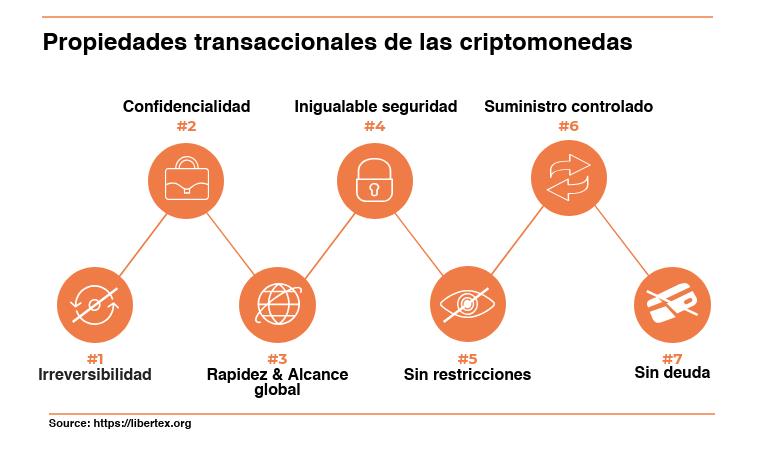 Propiedades transaccionales de las criptomonedas
Confidencialidad
#2
Inigualable seguridad
#4
Suministro controlado
#6
#1
Irreversibilidad
#3
Rapidez & Alcance
global
#5
Sin restricciones
#7
Sin deuda
Source: https://libertex.org